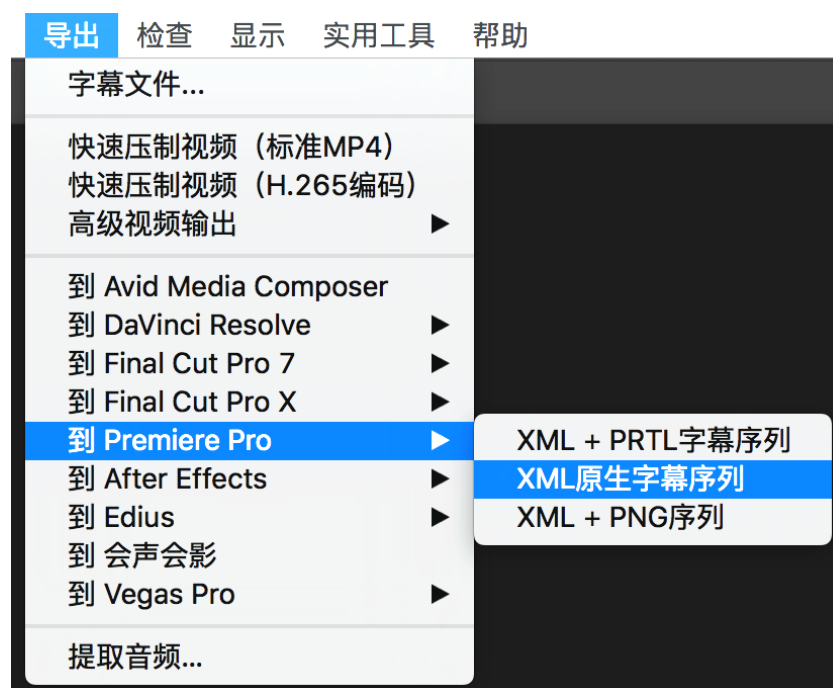 导出 检查 显示 实用工具 帮助
字幕文件...
快速压制视频（标准MP4）
快速压制视频（H.265编码）
高级视频输出
到 Avid Media Composer
到 DaVinci Resolve
到 Final Cut Pro 7
到 Final Cut Pro X
到 Premiere Pro
XML + PRTL字幕序列
XML原生字幕序列
XML + PNG序列
到 After Effects
到 Edius
到 会声会影
到 Vegas Pro
提取音频...